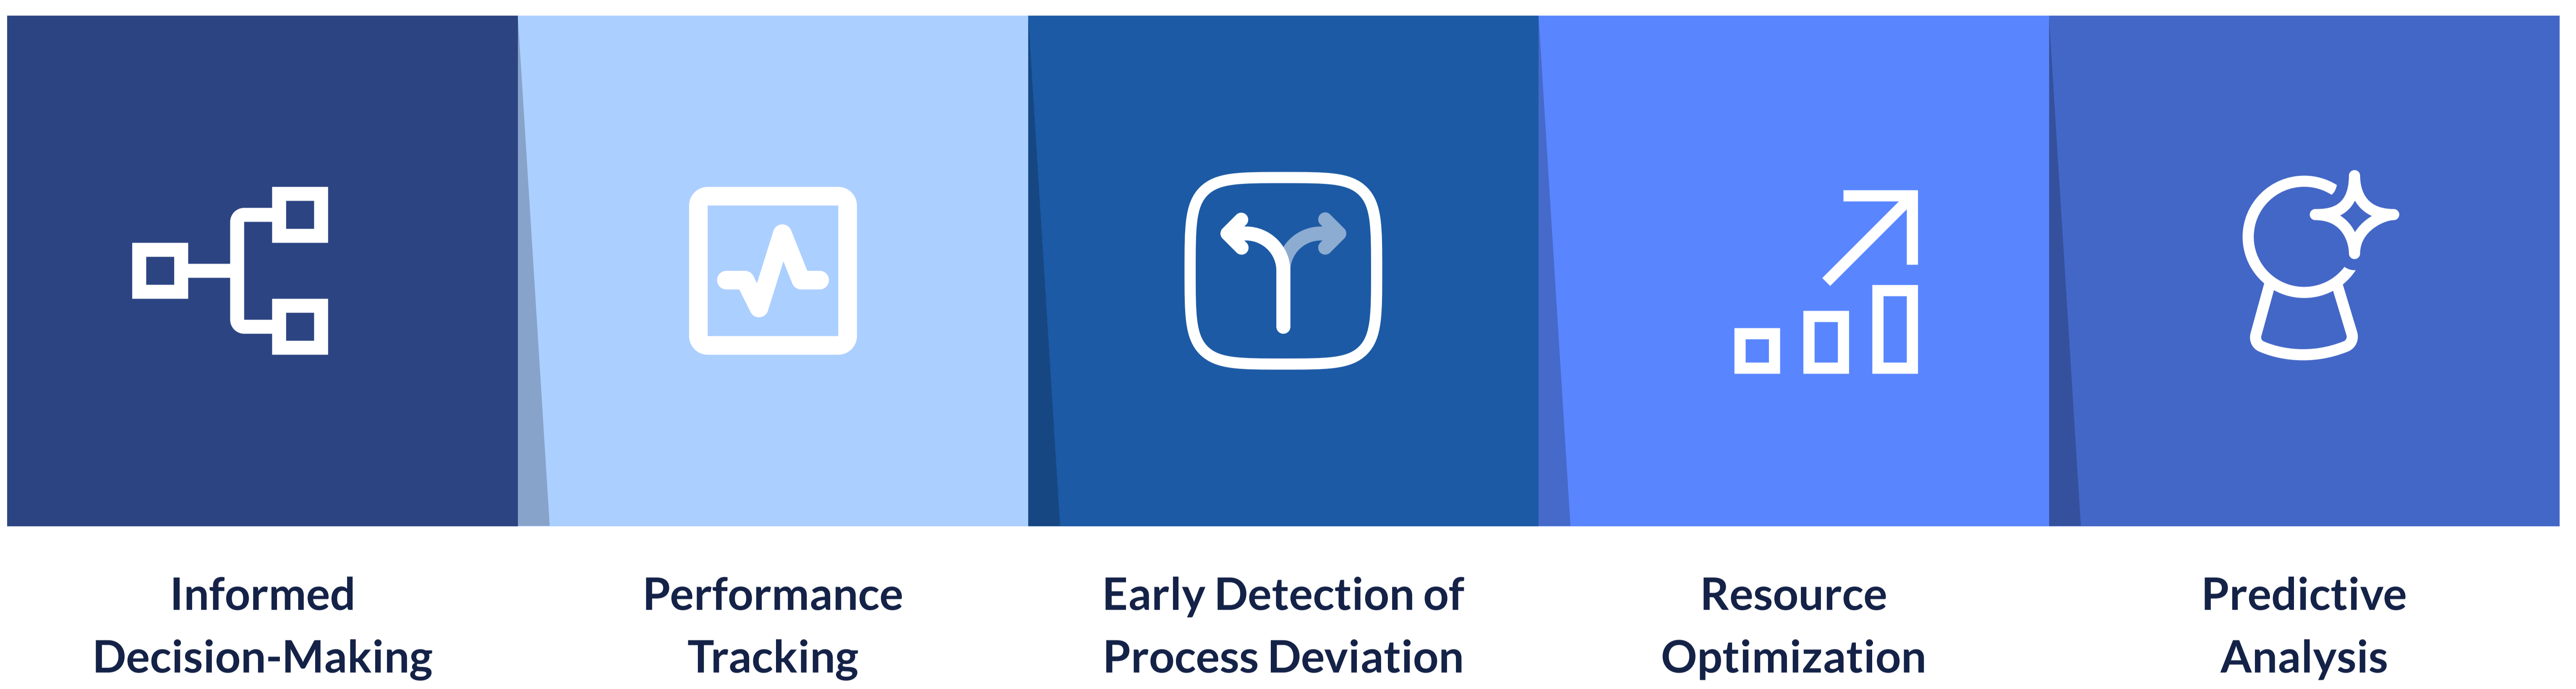 Informed
Decision-Making
Performance
Tracking
Early Detection of
Process Deviation
Resource
Optimization
Predictive
Analysis